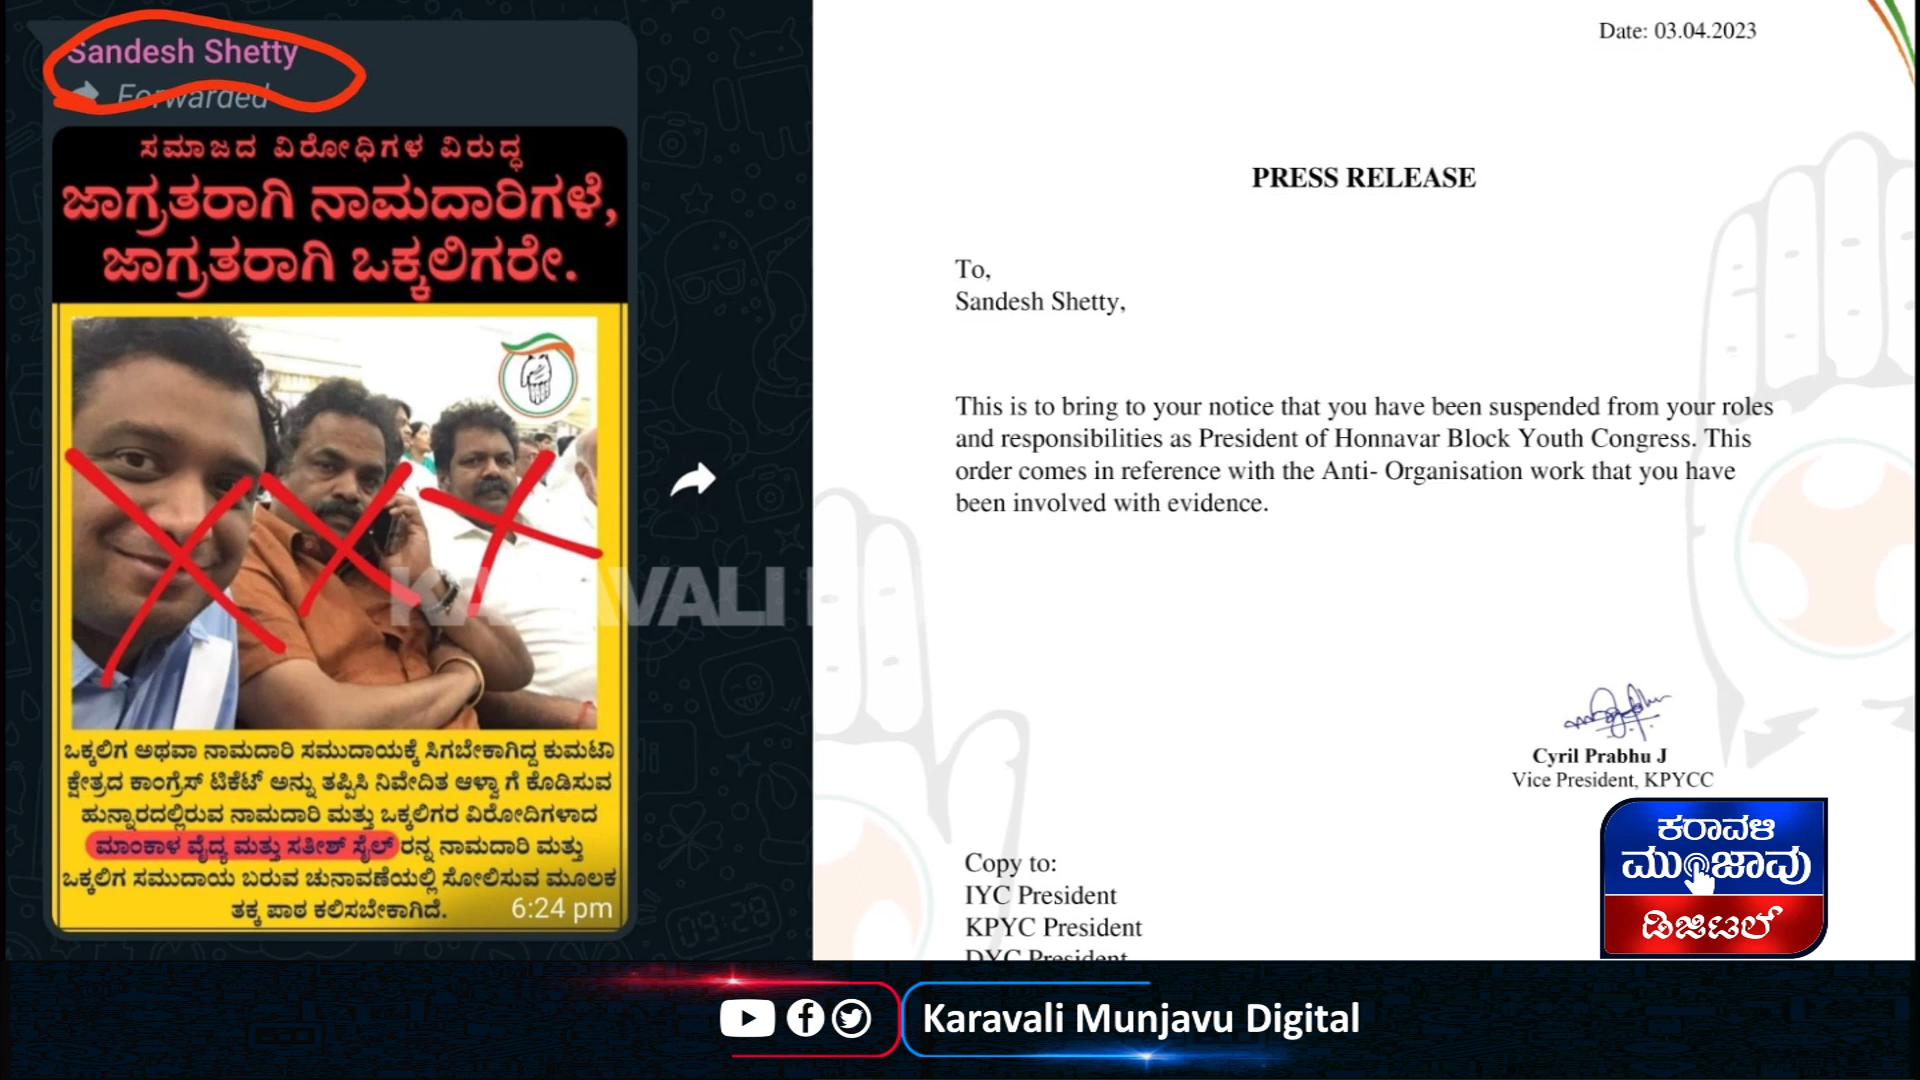 Sandesh Shetty
Forwarded
ಸಮಾಜದ ವಿರೋಧಿಗಳ ವಿರುದ್ಧ
ಜಾಗ್ರತರಾಗಿ ನಾಮದಾರಿಗಳೆ,
ಜಾಗ್ರತರಾಗಿ ಒಕ್ಕಲಿಗರೇ.
ಒಕ್ಕಲಿಗ ಅಥವಾ ನಾಮದಾರಿ ಸಮುದಾಯಕ್ಕೆ ಸಿಗಬೇಕಾಗಿದ್ದ ಕುಮಟಾ
ಕ್ಷೇತ್ರದ ಕಾಂಗ್ರೆಸ್ ಟಿಕೆಟ್ ಅನ್ನು ತಪ್ಪಿಸಿ ನಿವೇದಿತ ಆಳ್ವಾ ಗೆ ಕೊಡಿಸುವ
ಹುನ್ನಾರದಲ್ಲಿರುವ ನಾಮದಾರಿ ಮತ್ತು ಒಕ್ಕಲಿಗರ ವಿರೋದಿಗಳಾದ
ಮಾಂಕಾಳ ವೈದ್ಯ ಮತ್ತು ಸತೀಶ್ ಸೈಲ್ ರನ್ನ ನಾಮದಾರಿ ಮತ್ತು
ಒಕ್ಕಲಿಗ ಸಮುದಾಯ ಬರುವ ಚುನಾವಣೆಯಲ್ಲಿ ಸೋಲಿಸುವ ಮೂಲಕ
ತಕ್ಕ ಪಾಠ ಕಲಿಸಬೇಕಾಗಿದೆ.
6:24 pm
Date: 03.04.2023
PRESS RELEASE
To,
Sandesh Shetty,
This is to bring to your notice that you have been suspended from your roles
and responsibilities as President of Honnavar Block Youth Congress. This
order comes in reference with the Anti- Organisation work that you have
been involved with evidence.
Cyril Prabhu J
Vice President, KPYCC
Copy to:
IYC President
KPYC President
DYC President
ಕರಾವಳಿ
ಮುಂಜಾವು
ಡಿಜಿಟಲ್
Karavali Munjavu Digital